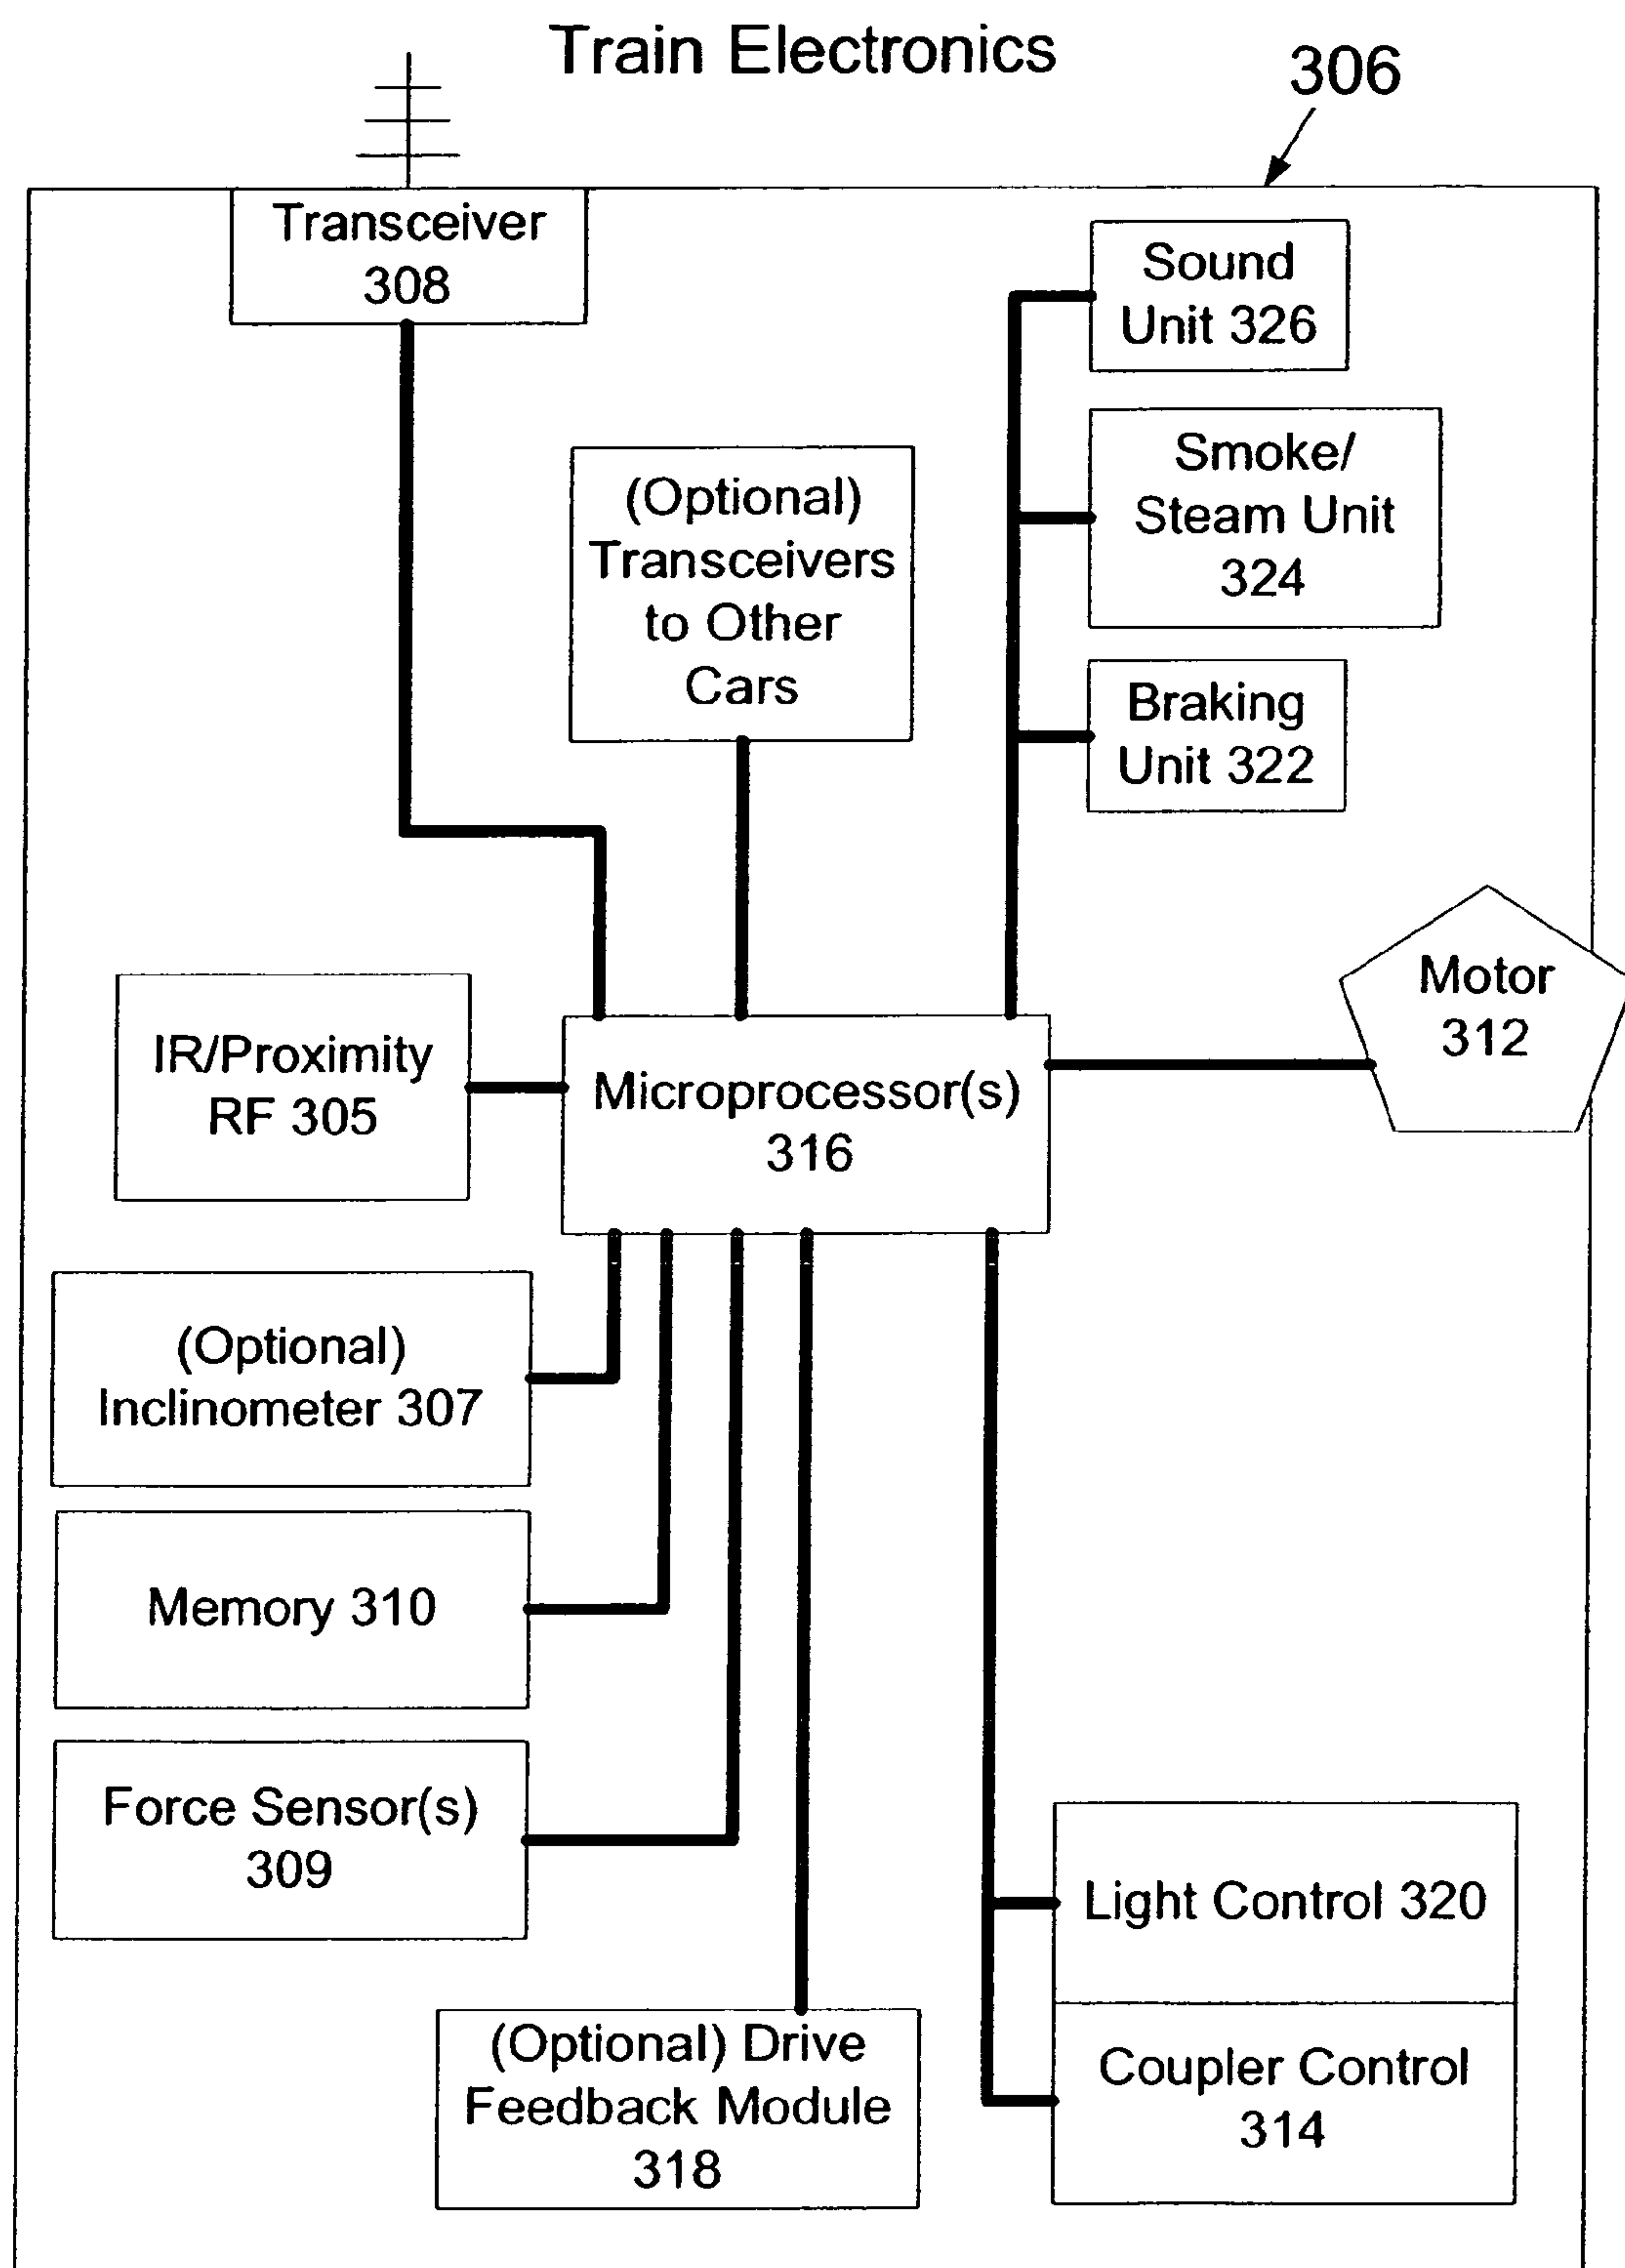 Train Electronics
306
Transceiver
308
Sound
Unit 326
Smoke/
Steam Unit
324
(Optional)
Transceivers
to Other
Cars
Braking
Unit 322
Motor
312
IR/Proximity
RF 305
Microprocessor(s)
316
(Optional)
Inclinometer 307
Memory 310
Force Sensor(s)
309
Light Control 320
(Optional) Drive
Feedback Module
318
Coupler Control
314